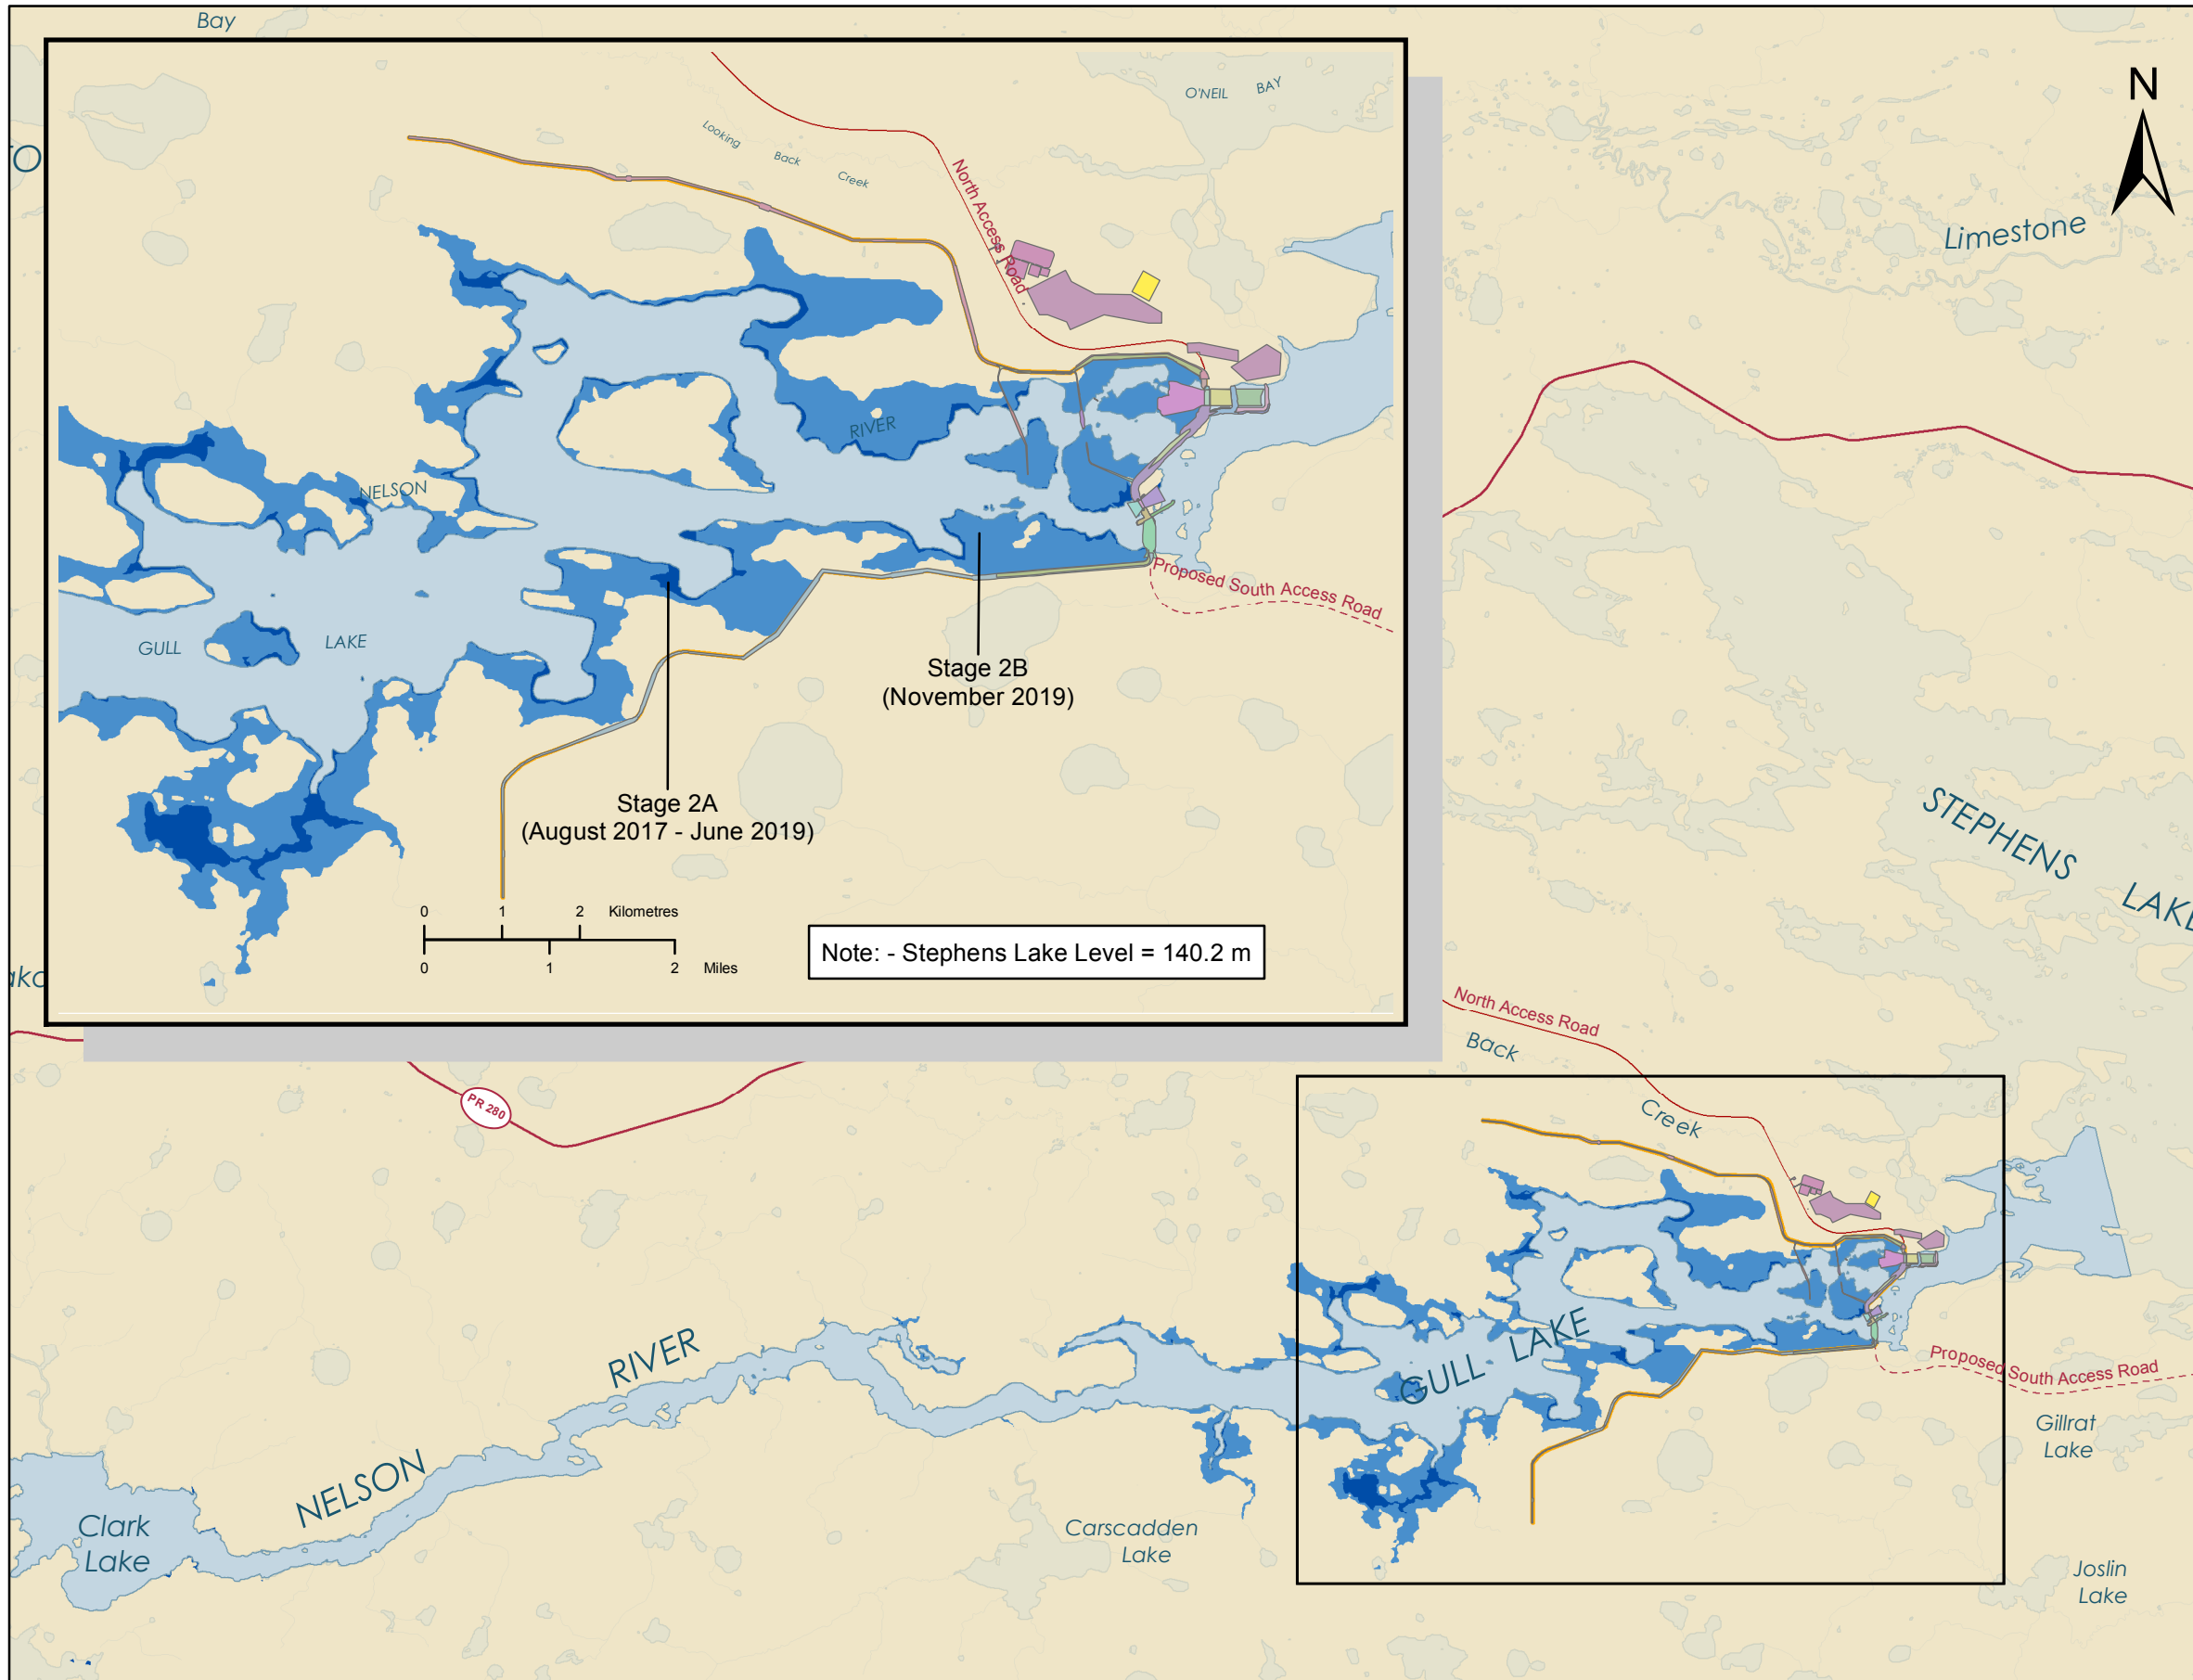 Bay
O'NEIL BAY
N
Looking Back Creek
North Access Road
Limestone
RIVER
NELSON
Proposed South Access Road
GULL LAKE
Stage 2B
(November 2019)
Stage 2A
(August 2017 - June 2019)
STEPHENS LAKE
0 1 2 Kilometres
0 1 2 Miles
Note: - Stephens Lake Level = 140.2 m
North Access Road
Back
Creek
PR 280
RIVER
GULL LAKE
Proposed South Access Road
Gillrat
Lake
NELSON
Clark
Lake
Carscadden
Lake
Joslin
Lake